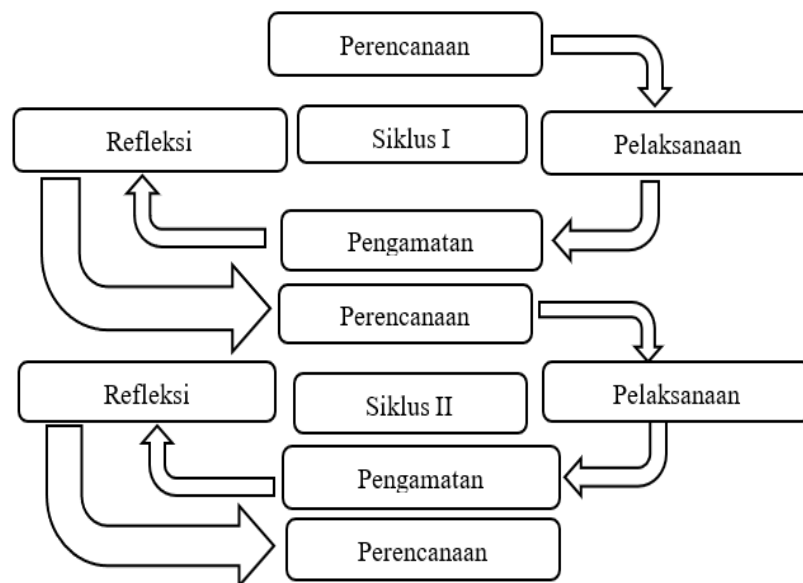 Perencanaan
Refleksi
Siklus I
Pelaksanaan
Pengamatan
Perencanaan
Refleksi
Siklus II
Pelaksanaan
Pengamatan
Perencanaan